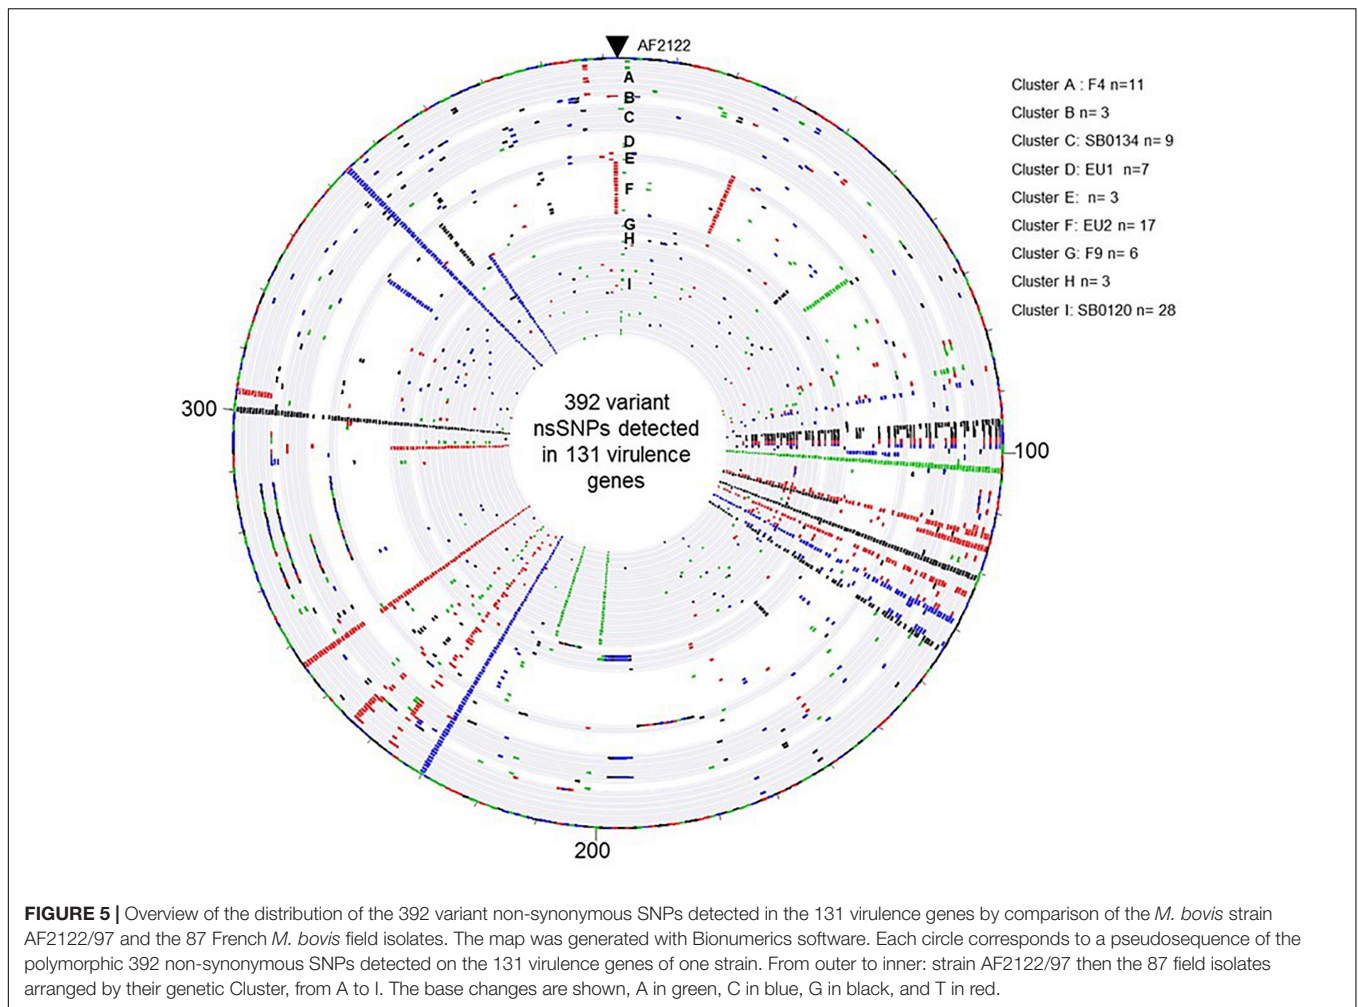 AF2122
A
B
C
D
E
F
G
H
I
Cluster A : F4 n=11
Cluster B n= 3
Cluster C: SB0134 n= 9
Cluster D: EU1 n=7
Cluster E: n= 3
Cluster F: EU2 n= 17
Cluster G: F9 n= 6
Cluster H n= 3
Cluster I: SB0120 n= 28
300
392 variant
nsSNPs detected
in 131 virulence
genes
100
200
FIGURE 5 | Overview of the distribution of the 392 variant non-synonymous SNPs detected in the 131 virulence genes by comparison of the M. bovis strain
AF2122/97 and the 87 French M. bovis field isolates. The map was generated with Bionumerics software. Each circle corresponds to a pseudosequence of the
polymorphic 392 non-synonymous SNPs detected on the 131 virulence genes of one strain. From outer to inner: strain AF2122/97 then the 87 field isolates
arranged by their genetic Cluster, from A to I. The base changes are shown, A in green, C in blue, G in black, and T in red.